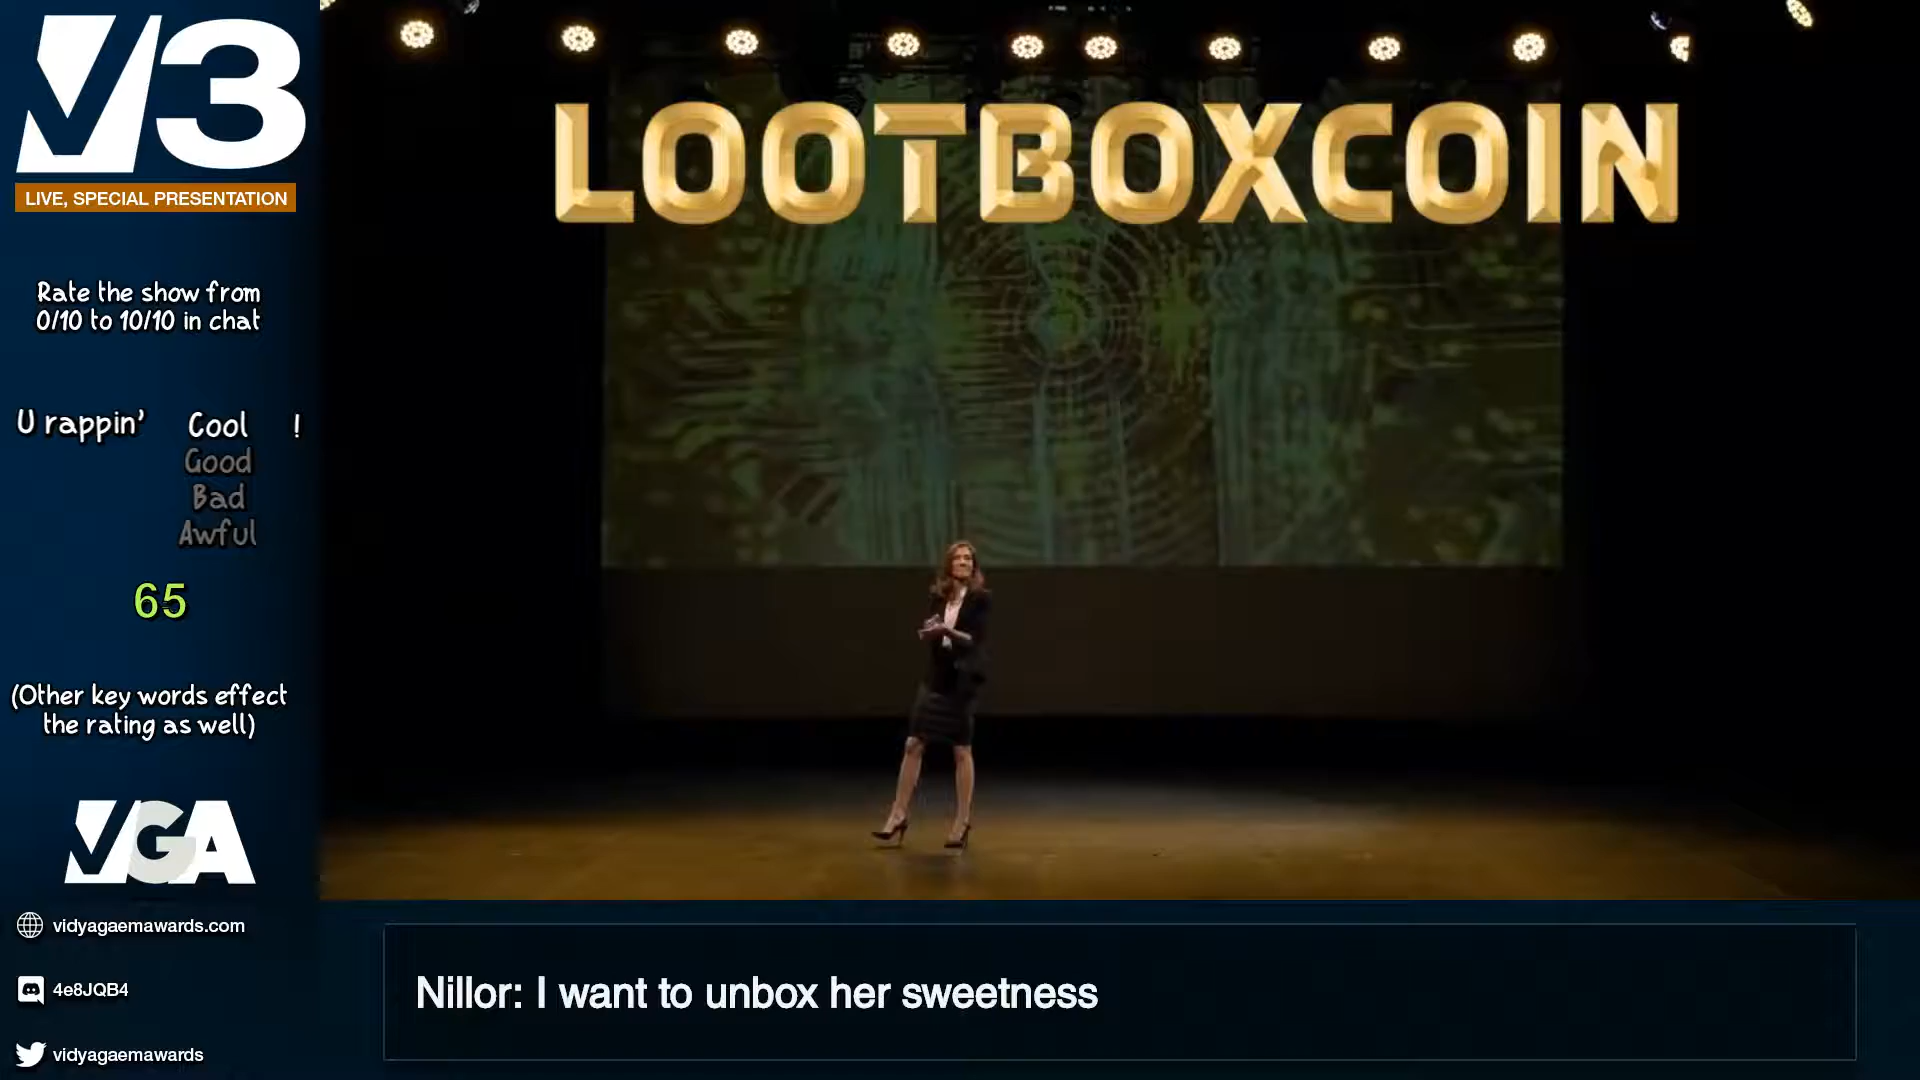 V3
LIVE, SPECIAL PRESENTATION
Rate the show from
0/10 to 10/10 in chat
U rappin' Cool !
Good
Bad
Awful
65
(Other key words effect
the rating as well)
VGA
vidyagaemawards.com
4e8JQB4
vidyagaemawards
LOOTBOXCOIN
Nillor: I want to unbox her sweetness